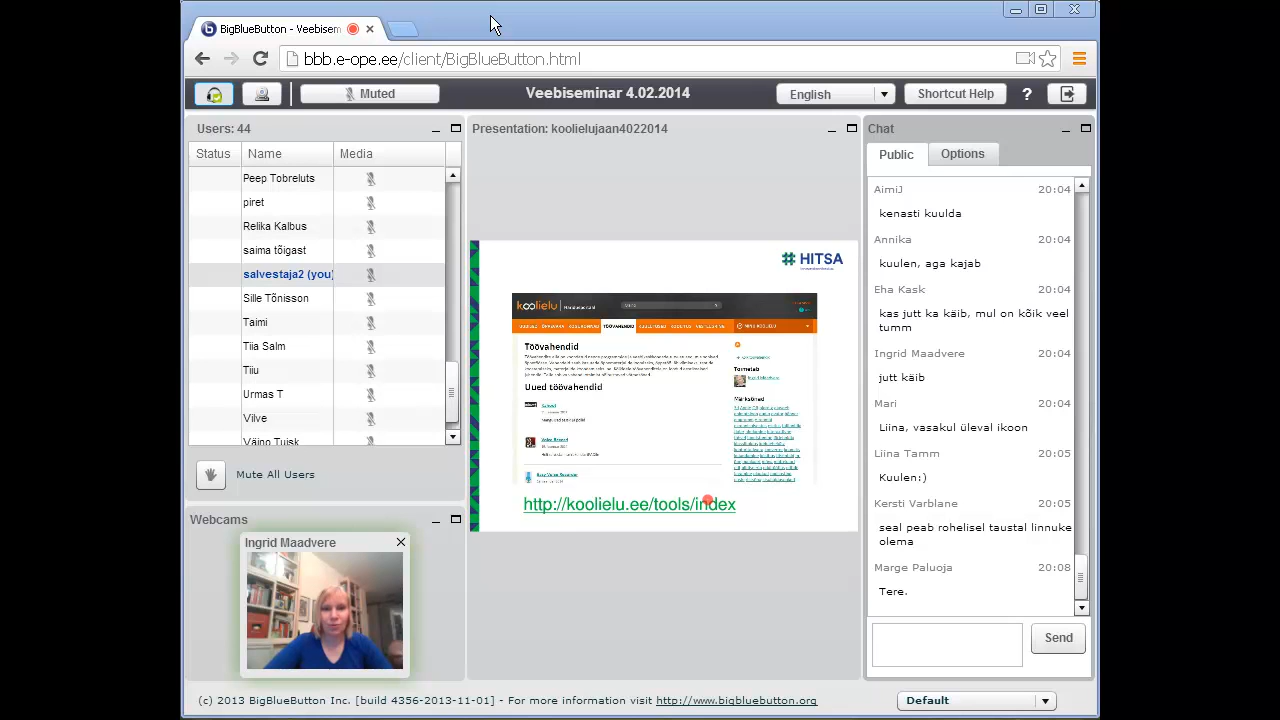 BigBlueButton - Veebisem
bbb.e-ope.ee/client/BigBlueButton.html
Muted
Veebiseminar 4.02.2014
English
Shortcut Help
?
Users: 44
Status Name Media
Peep Tobreluts
piret
Relika Kalbus
saima tõigast
salvestaja2 (you)
Sille Tõnisson
Taimi
Tiia Salm
Tiiu
Urmas T
Vilve
Väino Tuisk
Mute All Users
Webcams
Ingrid Maadvere
Presentation: koolielujaan4022014
HITSA
koolielu
TÖÖVAHENDID
MINU KOOLIELU
Töövahendid
Uued töövahendid
Toimetab
Ingrid Maadvere
Märksõnad
http://koolielu.ee/tools/index
Chat
Public Options
AimiJ 20:04
kenasti kuulda
Annika 20:04
kuulen, aga kajab
Eha Kask 20:04
kas jutt ka käib, mul on kõik veel
tumm
Ingrid Maadvere 20:04
jutt käib
Mari 20:04
Liina, vasakul üleval ikoon
Liina Tamm 20:05
Kuulen:)
Kersti Varblane 20:05
seal peab rohelisel taustal linnuke
olema
Marge Paluoja 20:08
Tere.
Send
(c) 2013 BigBlueButton Inc. [build 4356-2013-11-01] - For more information visit http://www.bigbluebutton.org
Default